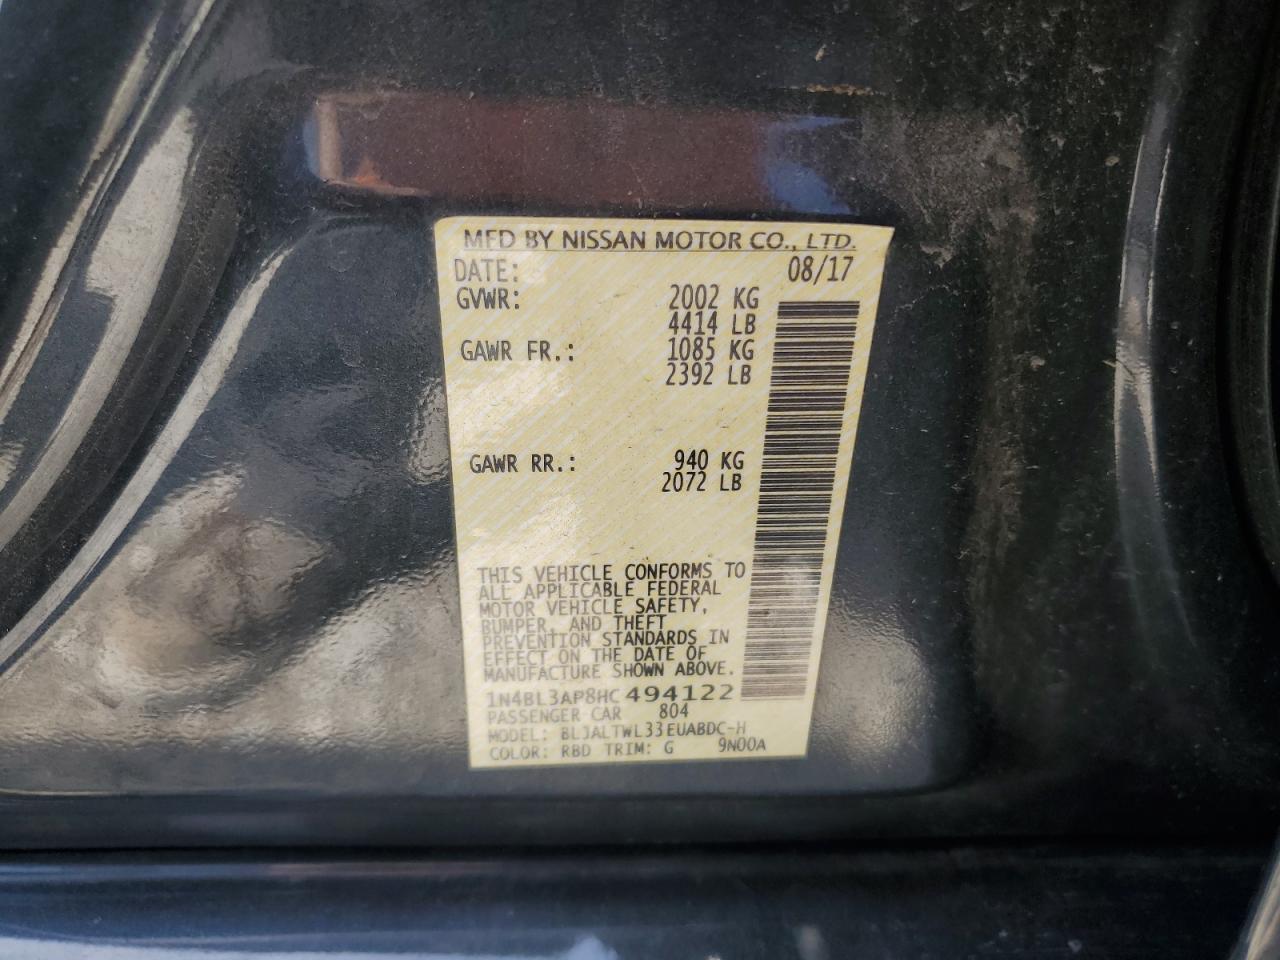 MFD BY NISSAN MOTOR CO., LTD.
DATE: 08/17
GVWR: 2002 KG
4414 LB
GAWR FR.: 1085 KG
2392 LB
GAWR RR.: 940 KG
2072 LB
THIS VEHICLE CONFORMS TO
ALL APPLICABLE FEDERAL
MOTOR VEHICLE SAFETY,
BUMPER, AND THEFT
PREVENTION STANDARDS IN
EFFECT ON THE DATE OF
MANUFACTURE SHOWN ABOVE.
1N4BL3AP8HC494122
PASSENGER CAR 804
MODEL: BLJALTWL33EUABDC-H
COLOR: RBD TRIM: G 9N00A